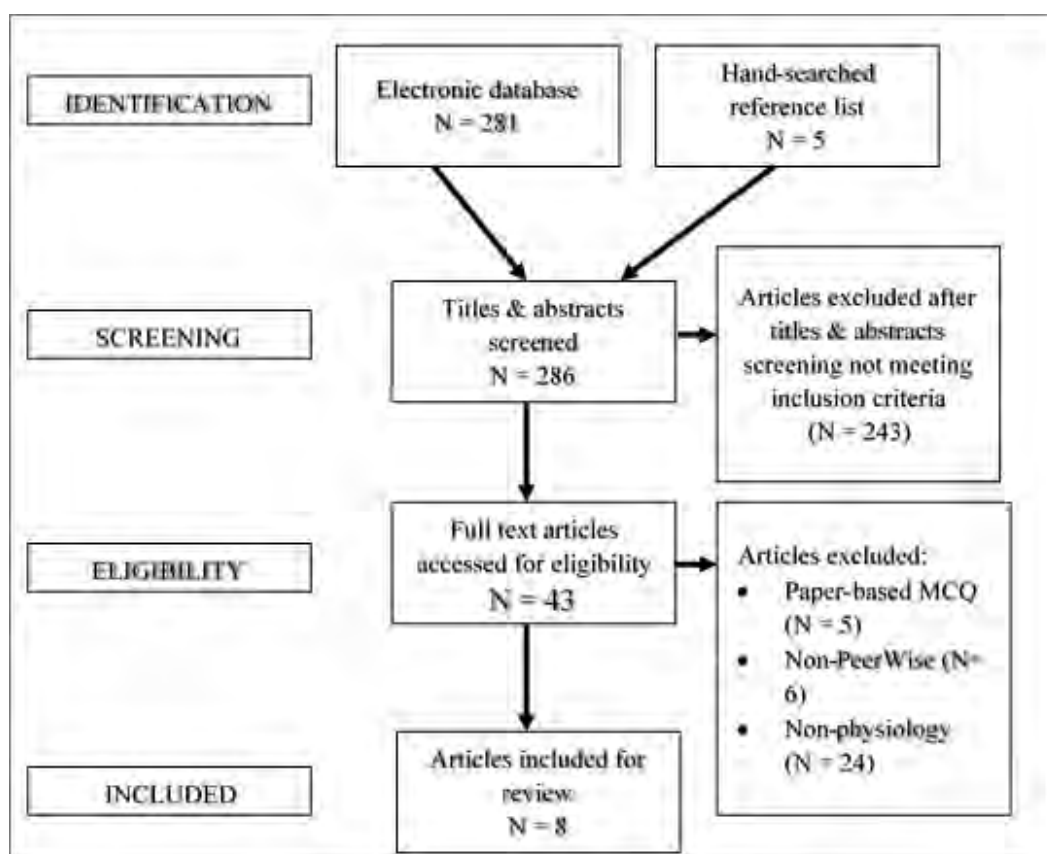 IDENTIFICATION
Electronic database
N = 281
Hand-searched
reference list
N = 5
SCREENING
Titles & abstracts
screened
N = 286
Articles excluded after
titles & abstracts
screening not meeting
inclusion criteria
(N = 243)
ELIGIBILITY
Full text articles
accessed for eligibility
N = 43
Articles excluded:
• Paper-based MCQ
(N = 5)
• Non-PeerWise (N=
6)
• Non-physiology
(N = 24)
INCLUDED
Articles included for
review
N = 8